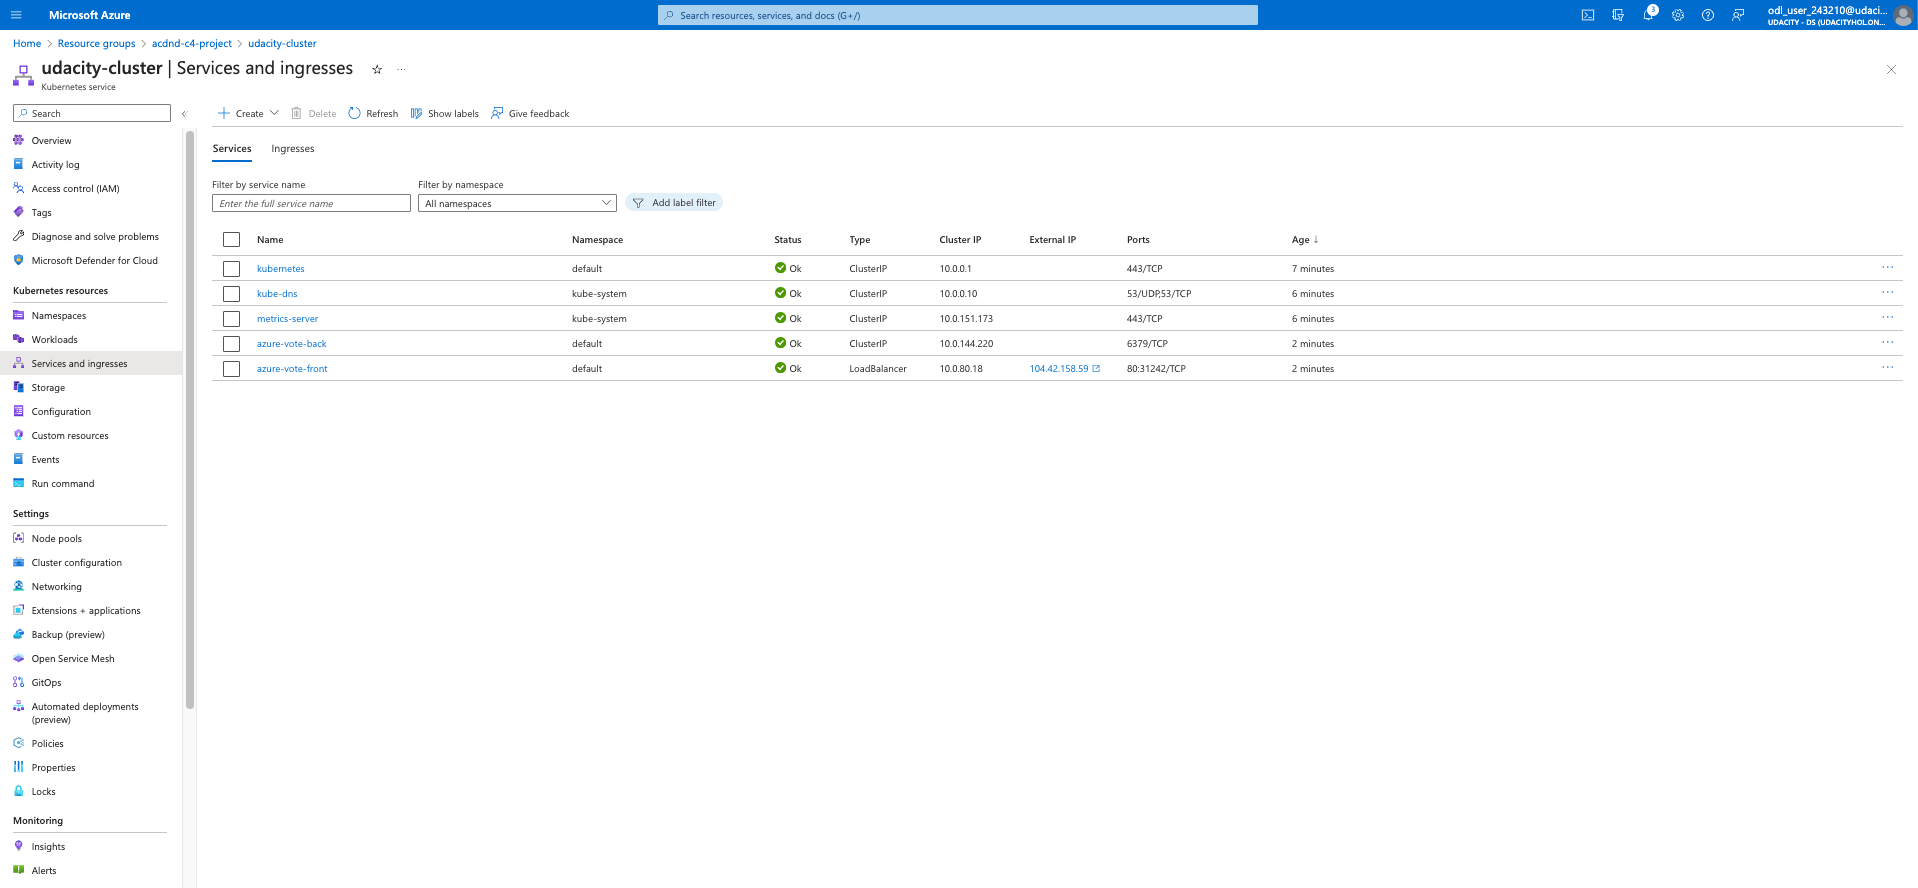 Microsoft Azure
Search resources, services, and docs (G+/)
3
odl_user_243210@udaci...
UDACITY - DS (UDACITYHOL.ON...
Home > Resource groups > acdnd-c4-project > udacity-cluster
udacity-cluster | Services and ingresses
Kubernetes service
Search
Create
Delete
Refresh
Show labels
Give feedback
Overview
Activity log
Access control (IAM)
Tags
Diagnose and solve problems
Microsoft Defender for Cloud
Kubernetes resources
Namespaces
Workloads
Services and ingresses
Storage
Configuration
Custom resources
Events
Run command
Settings
Node pools
Cluster configuration
Networking
Extensions + applications
Backup (preview)
Open Service Mesh
GitOps
Automated deployments
(preview)
Policies
Properties
Locks
Monitoring
Insights
Alerts
Services Ingresses
Filter by service name Filter by namespace
Enter the full service name All namespaces Add label filter
Name Namespace Status Type Cluster IP External IP Ports Age ↓
kubernetes default Ok ClusterIP 10.0.0.1 443/TCP 7 minutes
kube-dns kube-system Ok ClusterIP 10.0.0.10 53/UDP,53/TCP 6 minutes
metrics-server kube-system Ok ClusterIP 10.0.151.173 443/TCP 6 minutes
azure-vote-back default Ok ClusterIP 10.0.144.220 6379/TCP 2 minutes
azure-vote-front default Ok LoadBalancer 10.0.80.18 104.42.158.59 80:31242/TCP 2 minutes